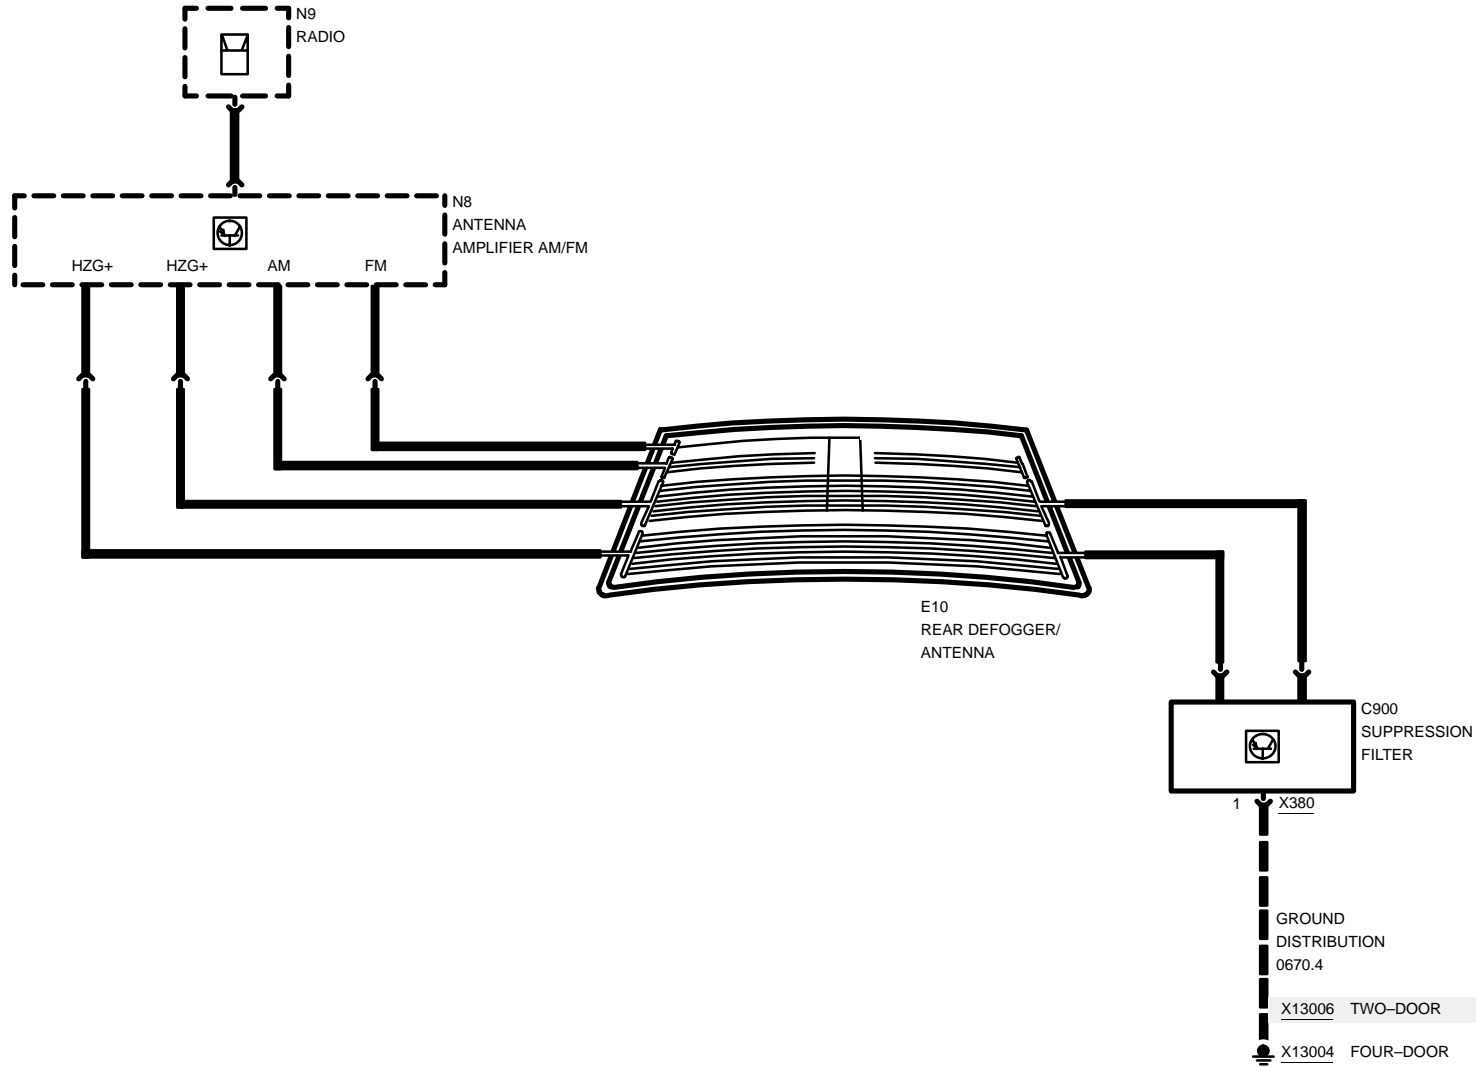 N9
RADIO
N8
ANTENNA
AMPLIFIER AM/FM
HZG+ HZG+ AM FM
E10
REAR DEFOGGER/
ANTENNA
C900
SUPPRESSION
FILTER
1 X380
GROUND
DISTRIBUTION
0670.4
X13006 TWO–DOOR
X13004 FOUR–DOOR